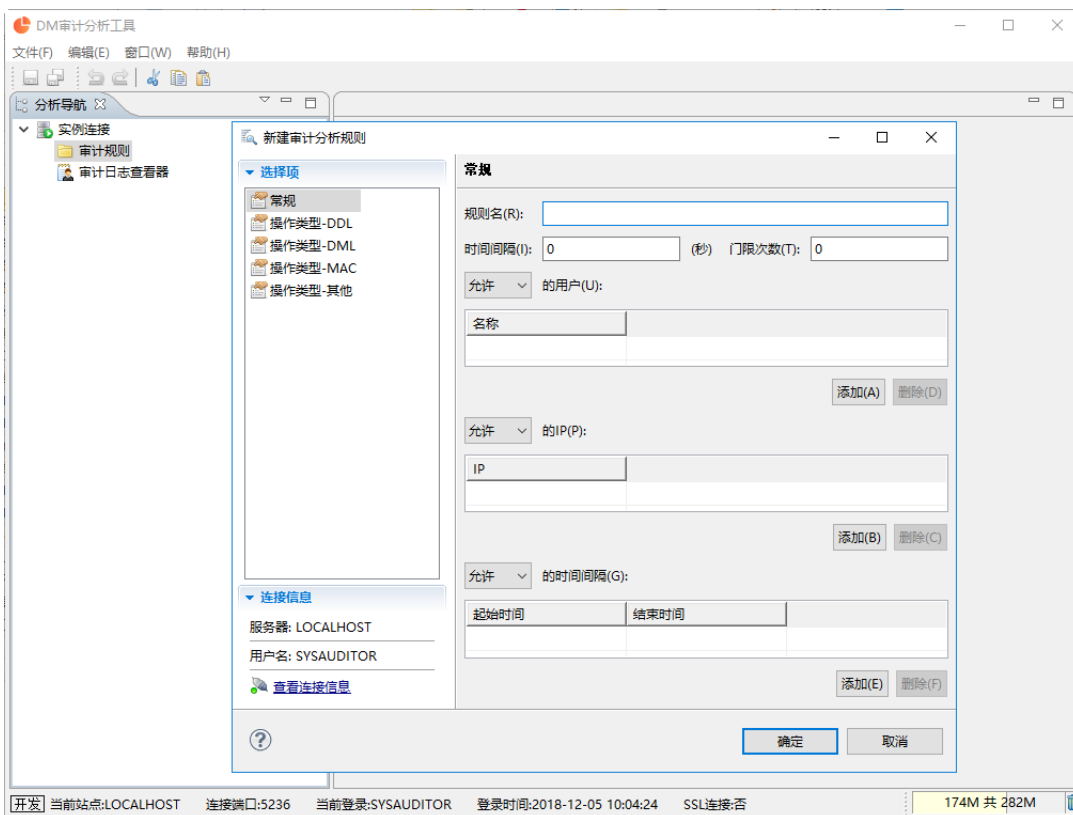 DM审计分析工具
文件(F) 编辑(E) 窗口(W) 帮助(H)
分析导航
实例连接
审计规则
审计日志查看器
新建审计分析规则
选择项
常规
操作类型-DDL
操作类型-DML
操作类型-MAC
操作类型-其他
连接信息
服务器: LOCALHOST
用户名: SYSAUDITOR
查看连接信息
常规
规则名(R):
时间间隔(I): 0 (秒) 门限次数(T): 0
允许 的用户(U):
名称
添加(A) 删除(D)
允许 的IP(P):
IP
添加(B) 删除(C)
允许 的时间间隔(G):
起始时间 结束时间
添加(E) 删除(F)
确定 取消
开发 当前站点:LOCALHOST 连接端口:5236 当前登录:SYSAUDITOR 登录时间:2018-12-05 10:04:24 SSL连接:否 174M 共 282M